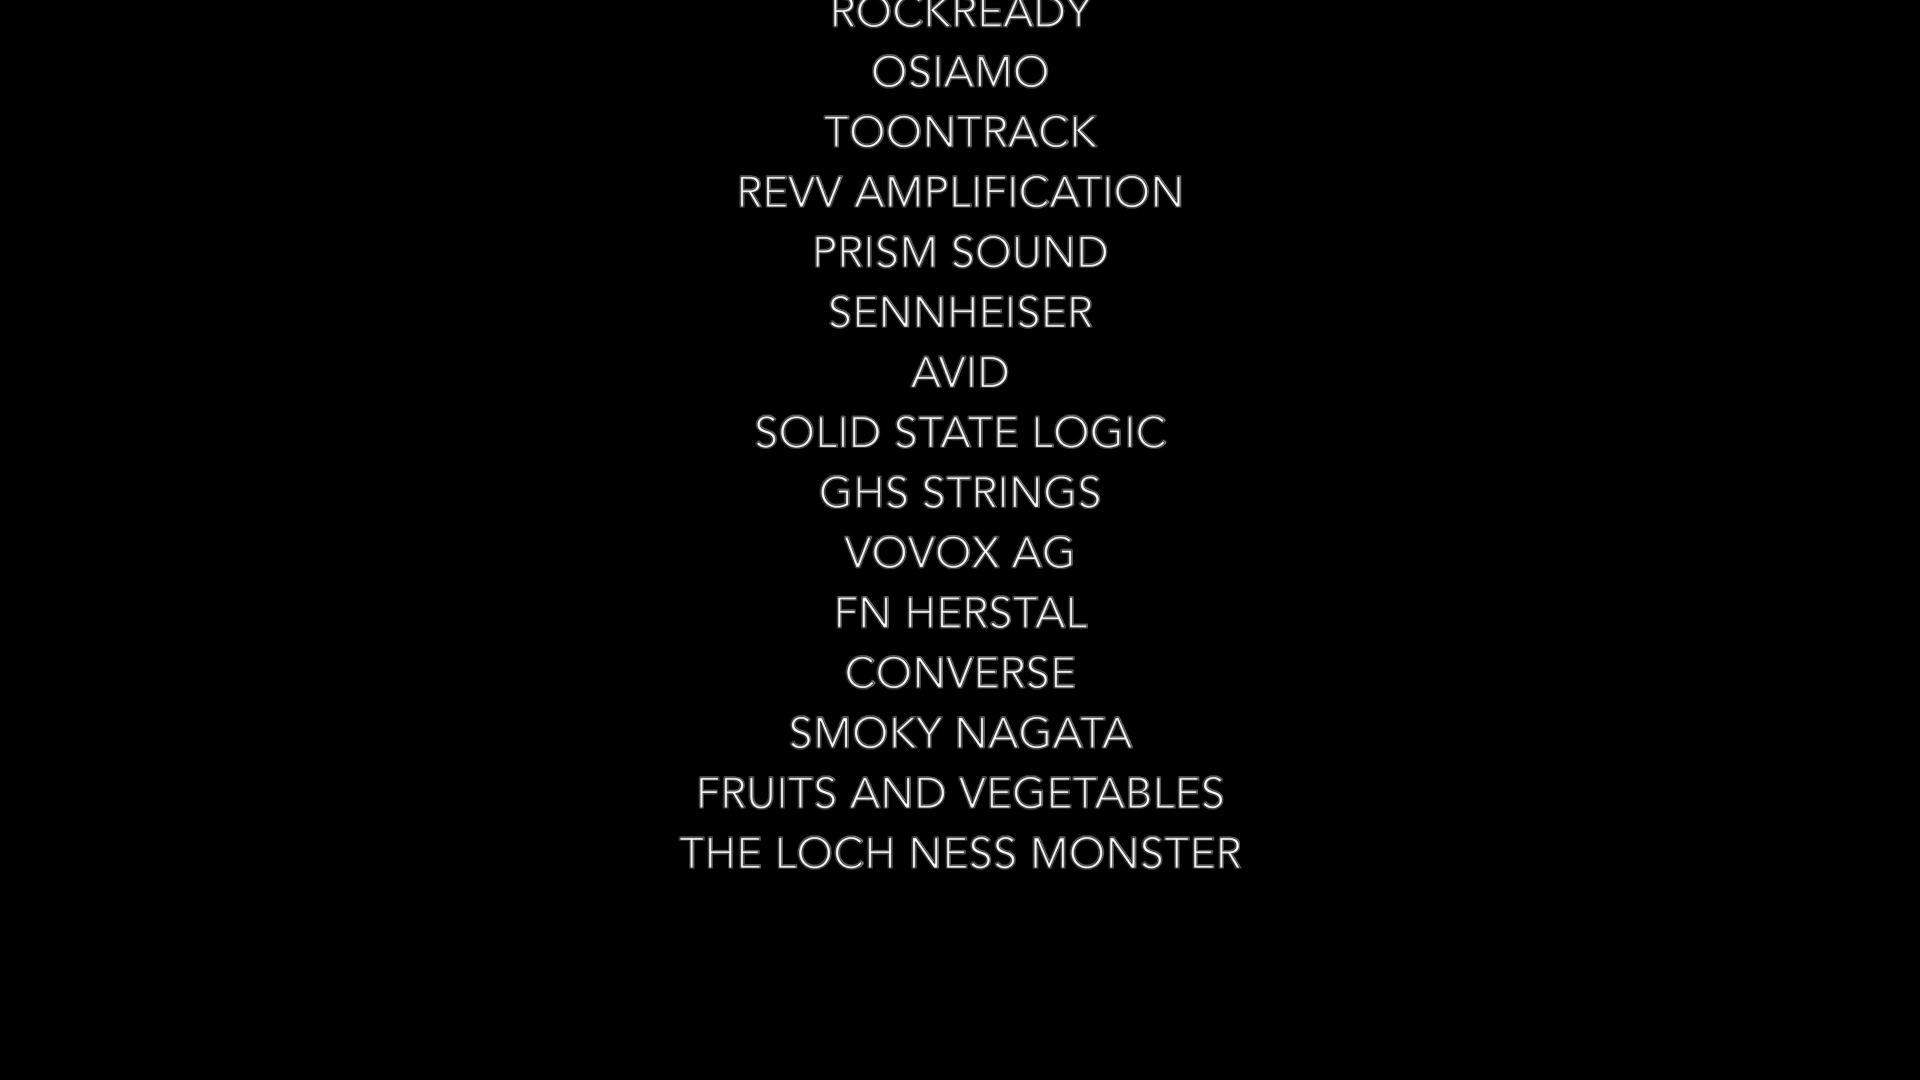 ROCKREADY
OSIAMO
TOONTRACK
REVV AMPLIFICATION
PRISM SOUND
SENNHEISER
AVID
SOLID STATE LOGIC
GHS STRINGS
VOVOX AG
FN HERSTAL
CONVERSE
SMOKY NAGATA
FRUITS AND VEGETABLES
THE LOCH NESS MONSTER